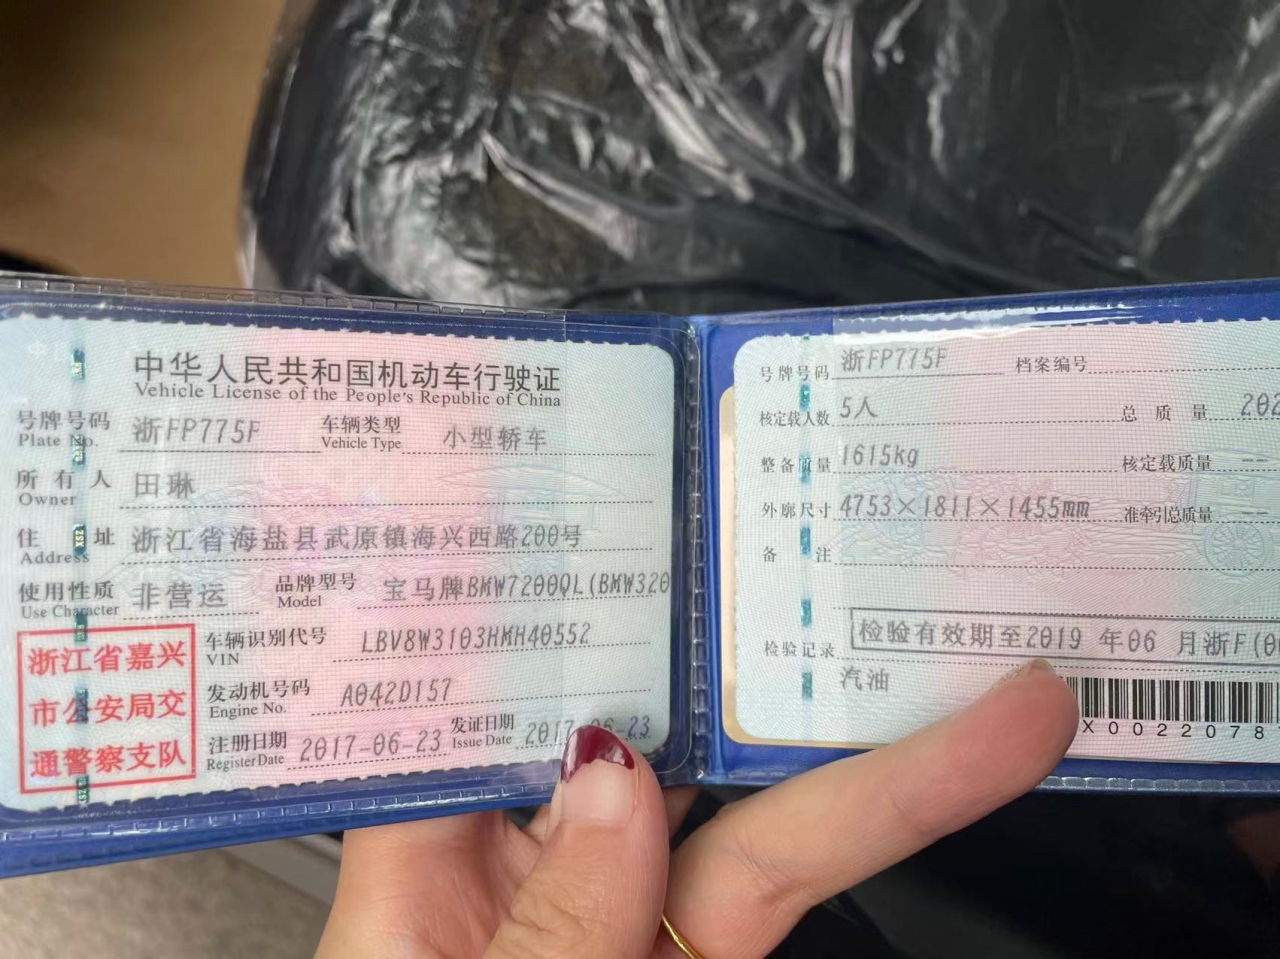 中华人民共和国机动车行驶证
Vehicle License of the People's Republic of China
号牌号码 浙FP775F 车辆类型 小型轿车
Plate No. Vehicle Type
所有人 田琳
Owner
住址 浙江省海盐县武原镇海兴西路200号
Address
使用性质 非营运 品牌型号 宝马牌BMW7200QL(BMW320
Use Character Model
浙江省嘉兴
市公安局交
通警察支队
车辆识别代号 LBV8W3103HMH40552
VIN
发动机号码 A042D157
Engine No.
注册日期 2017-06-23 发证日期 2017-06-23
Register Date Issue Date
号牌号码 浙FP775F 档案编号
核定载人数 5人 总质量 202
整备质量 1615kg 核定载质量 --
外廓尺寸 4753×1811×1455mm 准牵引总质量 --
备注
检验记录 检验有效期至2019年06月浙F(0
汽油
X0022078